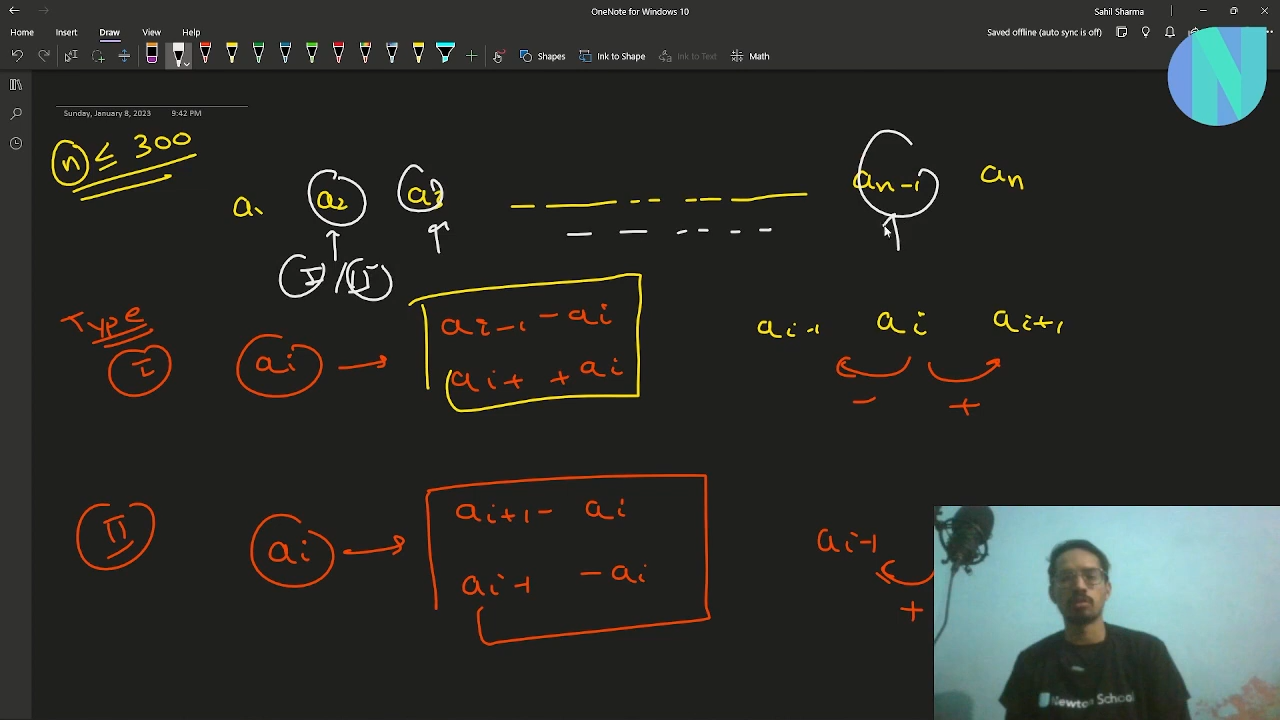 OneNote for Windows 10
Sahil Sharma
Home Insert Draw View Help
Saved offline (auto sync is off)
Shapes Ink to Shape Ink to Text Math
Sunday, January 8, 2023 9:42 PM
n ≤ 300
a1 a2 a3 an-1 an
I / II
Type
I ai → ai-1 - ai
ai+ + ai
ai-1 ai ai+1
- +
II ai → ai+1 - ai
ai-1 - ai
ai-1
+
Newton School